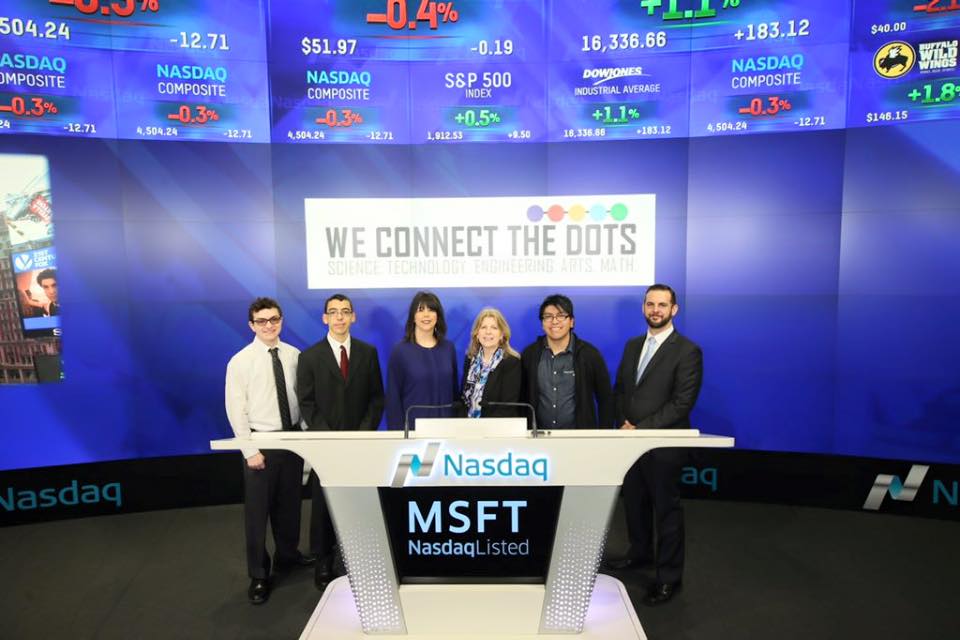 -0.3%
-0.4%
+1.1%
-2.1
504.24
-12.71
$51.97
-0.19
16,336.66
+183.12
$40.00
NASDAQ
COMPOSITE
-0.3%
-12.71
NASDAQ
COMPOSITE
-0.3%
4,504.24
-12.71
NASDAQ
COMPOSITE
-0.3%
4,504.24
-12.71
S&P 500
INDEX
+0.5%
1,912.53
+9.50
DOWJONES
INDUSTRIAL AVERAGE
+1.1%
16,336.66
+183.12
NASDAQ
COMPOSITE
-0.3%
4,504.24
-12.71
BUFFALO
WILD
WINGS
+1.8%
$146.15
WE CONNECT THE DOTS
SCIENCE. TECHNOLOGY. ENGINEERING. ARTS. MATH.
21ST
CENTURY
FOX
Nasdaq
Nasdaq
MSFT
NasdaqListed
aq
N